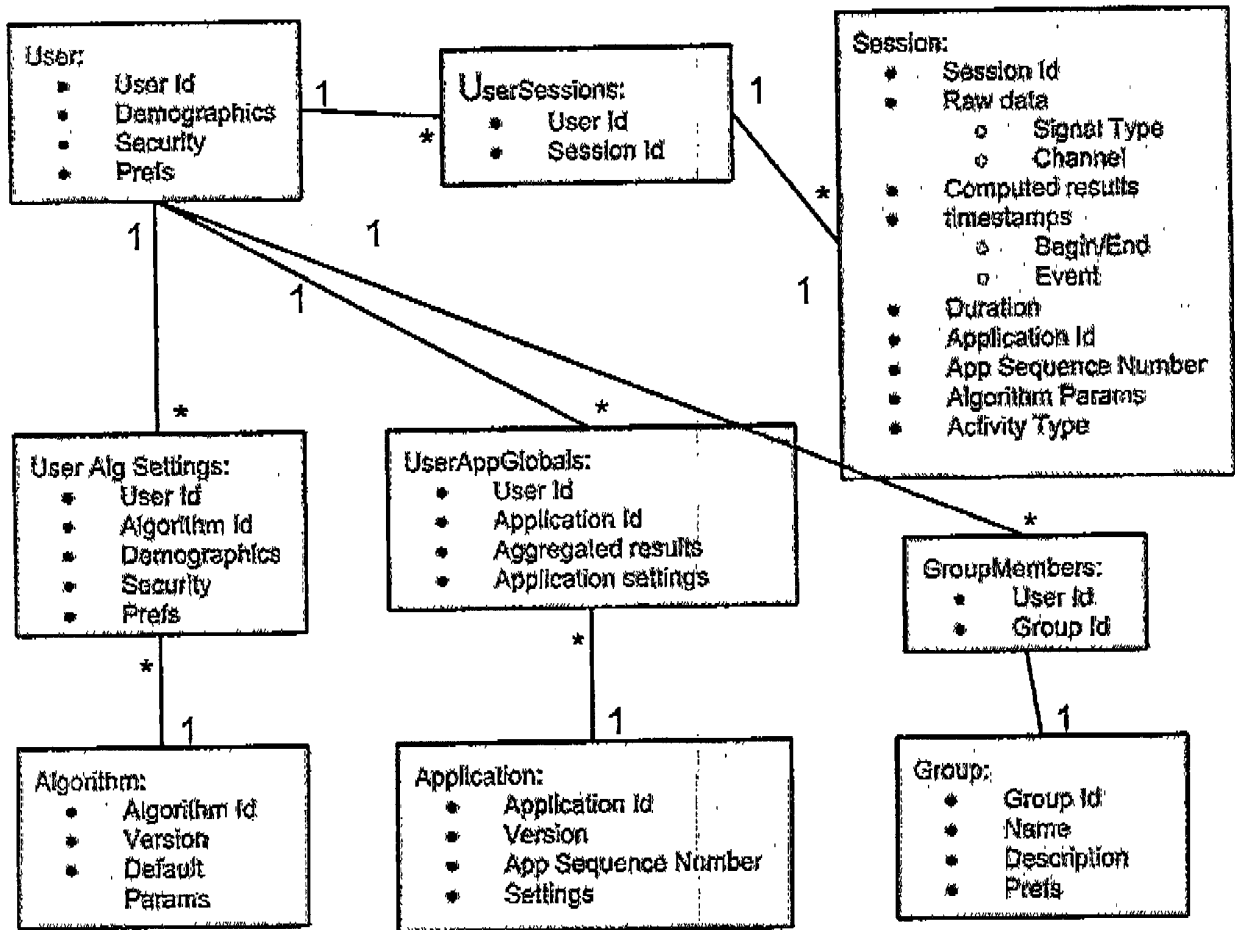 User:
• User Id
• Demographics
• Security
• Prefs
1
*
UserSessions:
• User Id
• Session Id
1
*
Session:
• Session Id
• Raw data
o Signal Type
o Channel
• Computed results
• timestamps
o Begin/End
o Event
• Duration
• Application Id
• App Sequence Number
• Algorithm Params
• Activity Type
1
1
1
1
*
*
*
User Alg Settings:
• User Id
• Algorithm Id
• Demographics
• Security
• Prefs
UserAppGlobals:
• User Id
• Application Id
• Aggregated results
• Application settings
GroupMembers:
• User Id
• Group Id
*
1
*
1
1
Algorithm:
• Algorithm Id
• Version
• Default
Params
Application:
• Application Id
• Version
• App Sequence Number
• Settings
Group:
• Group Id
• Name
• Description
• Prefs